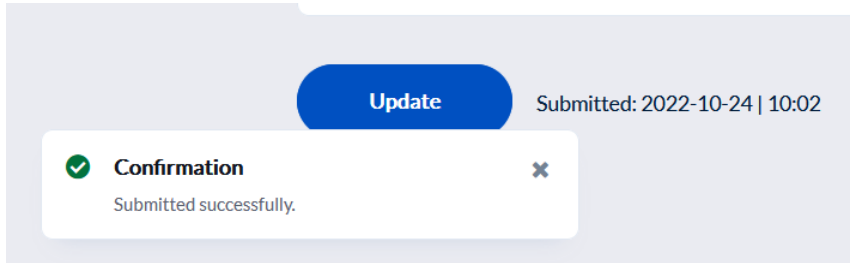 Update
Submitted: 2022-10-24 | 10:02
Confirmation
Submitted successfully.